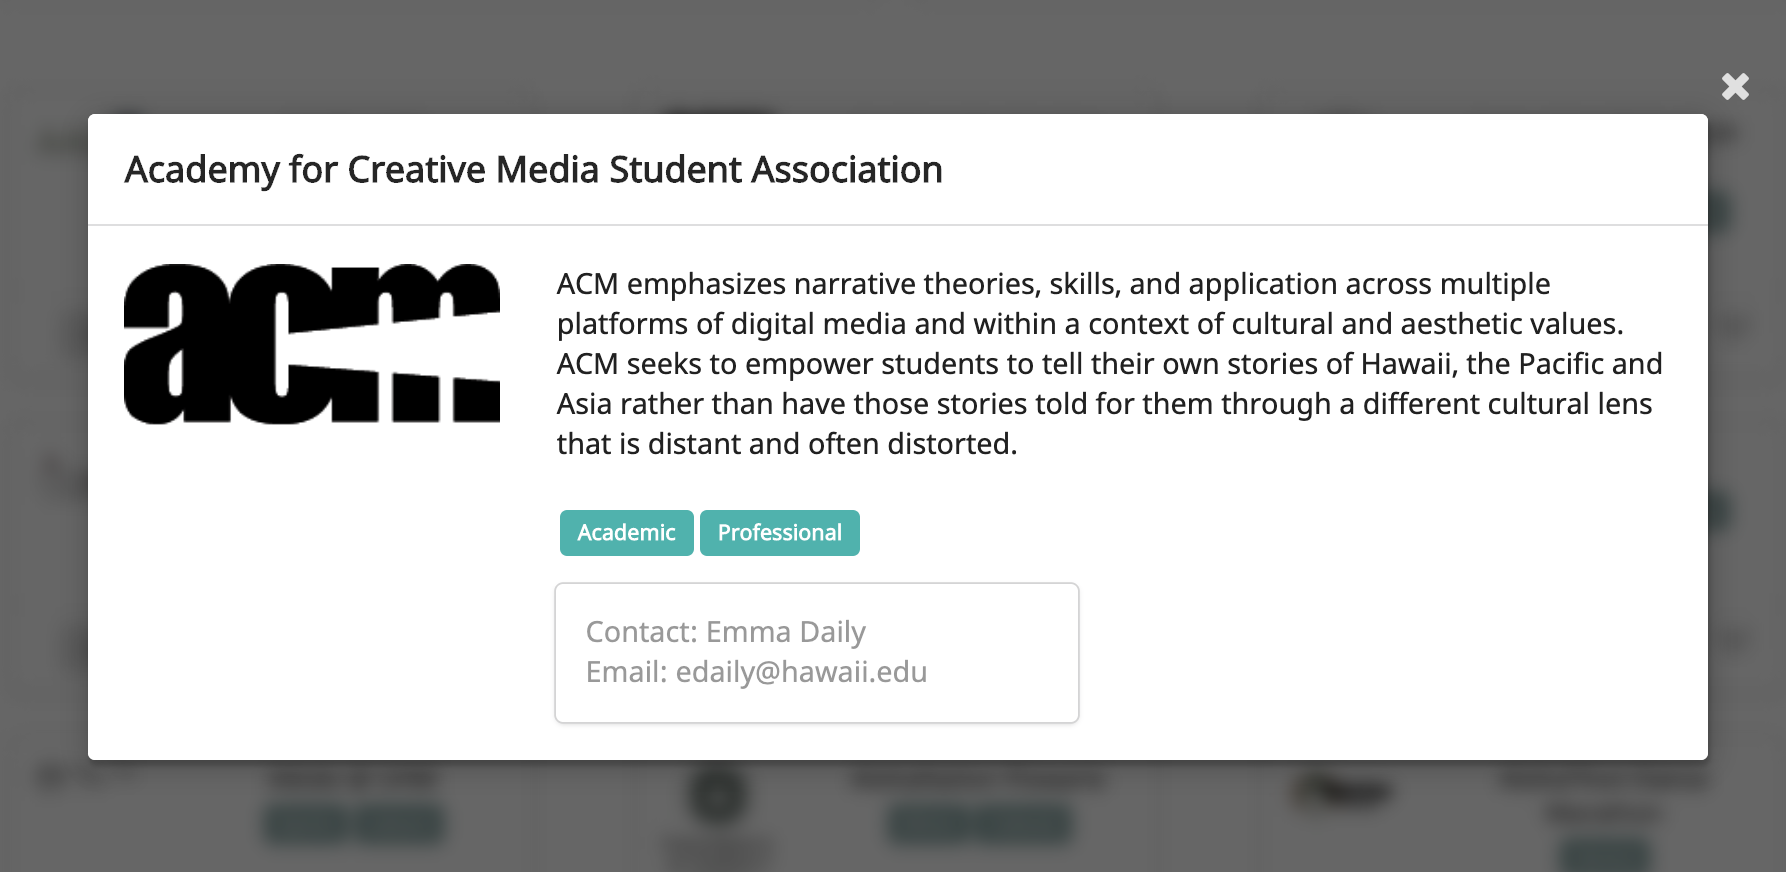 Academy for Creative Media Student Association
acm
ACM emphasizes narrative theories, skills, and application across multiple
platforms of digital media and within a context of cultural and aesthetic values.
ACM seeks to empower students to tell their own stories of Hawaii, the Pacific and
Asia rather than have those stories told for them through a different cultural lens
that is distant and often distorted.
Academic Professional
Contact: Emma Daily
Email: edaily@hawaii.edu